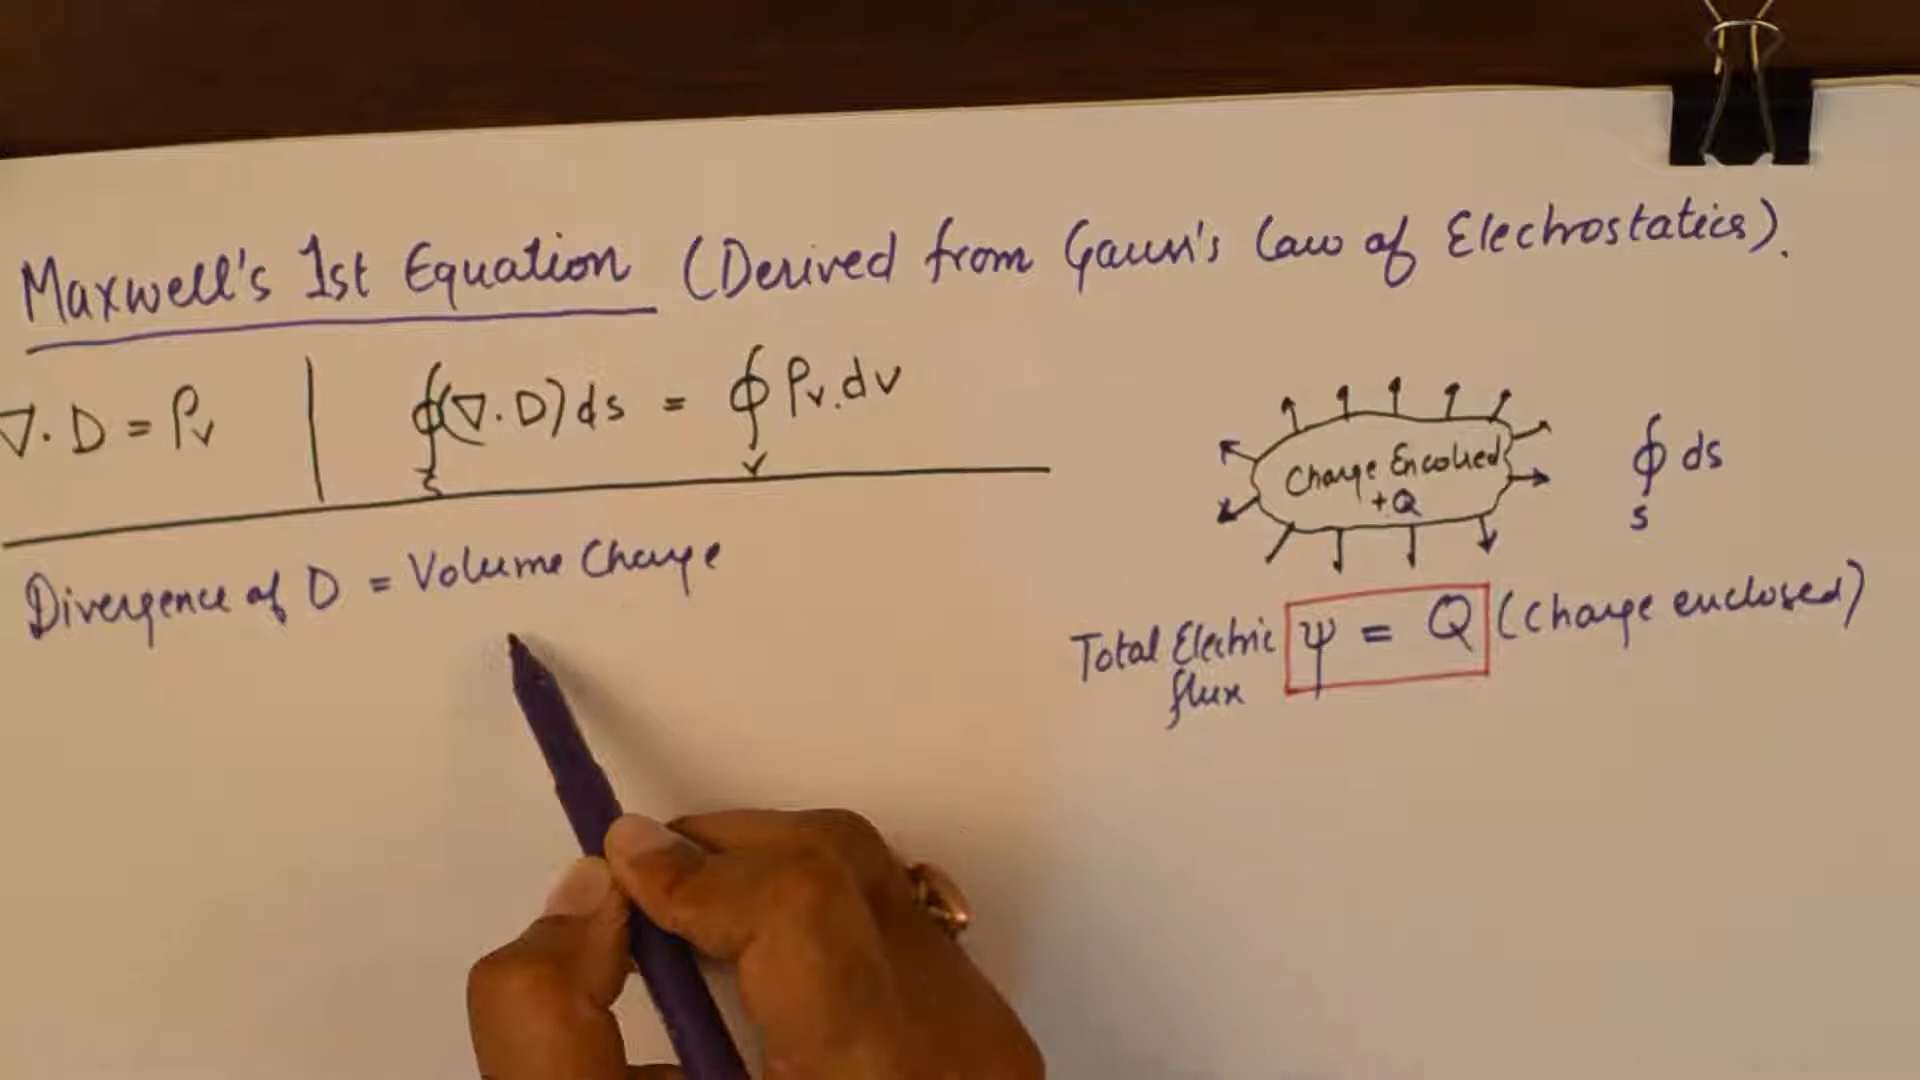 Maxwell's 1st Equation (Derived from Gauss's Law of Electrostatics).
∇. D = ρv | ∮(∇. D) ds = ∮ ρv. dv
s v
Divergence of D = Volume Charge
Charge Encolsed
+Q
∮ ds
s
Total Electric flux ψ = Q (Charge enclosed)